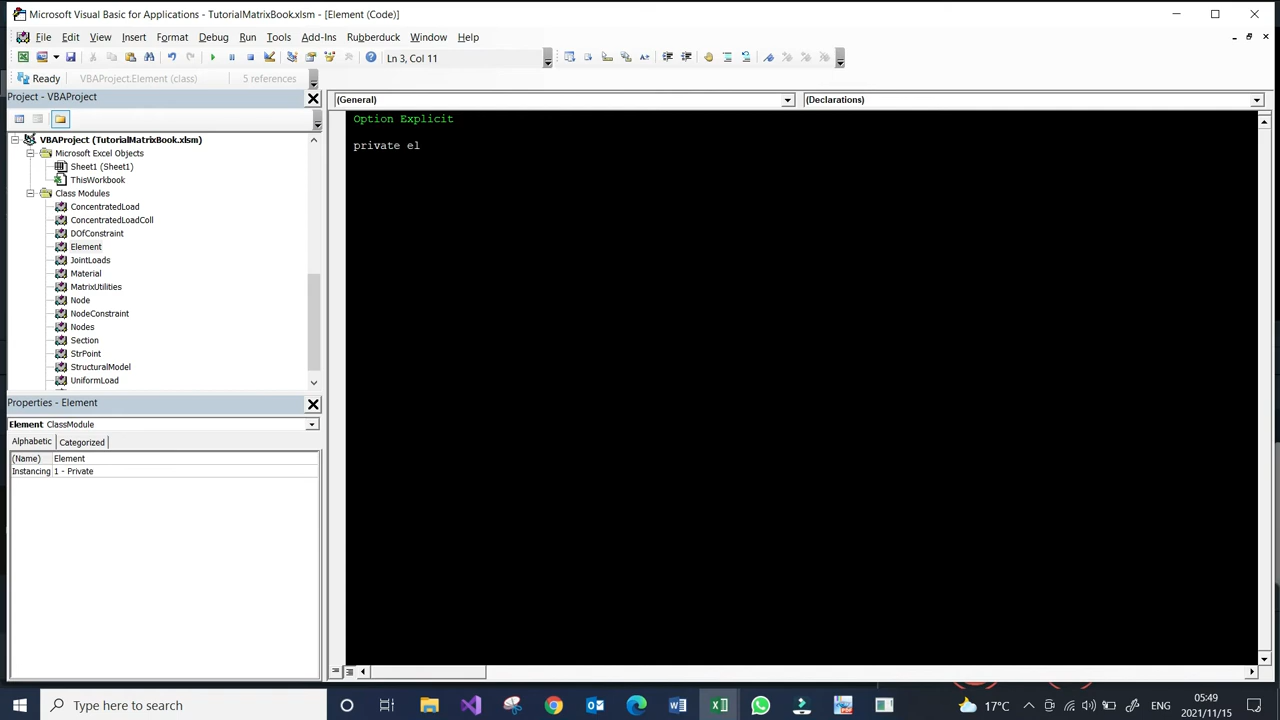 Microsoft Visual Basic for Applications - TutorialMatrixBook.xlsm - [Element (Code)]
File Edit View Insert Format Debug Run Tools Add-Ins Rubberduck Window Help
Ln 3, Col 11
Ready VBAProject.Element (class) 5 references
Project - VBAProject
(General) (Declarations)
VBAProject (TutorialMatrixBook.xlsm)
Microsoft Excel Objects
Sheet1 (Sheet1)
ThisWorkbook
Class Modules
ConcentratedLoad
ConcentratedLoadColl
DOfConstraint
Element
JointLoads
Material
MatrixUtilities
Node
NodeConstraint
Nodes
Section
StrPoint
StructuralModel
UniformLoad
Option Explicit
private el
Properties - Element
Element ClassModule
Alphabetic Categorized
(Name) Element
Instancing 1 - Private
Type here to search
17°C
ENG
05:49
2021/11/15